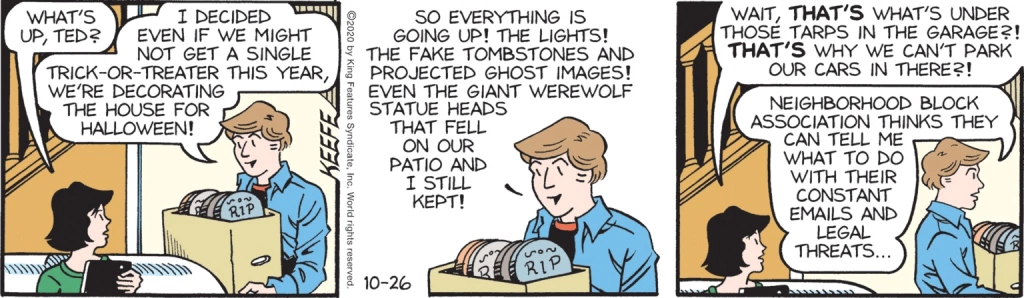 WHAT'S
UP, TED?
I DECIDED
EVEN IF WE MIGHT
NOT GET A SINGLE
TRICK-OR-TREATER THIS YEAR,
WE'RE DECORATING
THE HOUSE FOR
HALLOWEEN!
RIP
KEEFE
©2020 by King Features Syndicate, Inc. World rights reserved.
SO EVERYTHING IS
GOING UP! THE LIGHTS!
THE FAKE TOMBSTONES AND
PROJECTED GHOST IMAGES!
EVEN THE GIANT WEREWOLF
STATUE HEADS
THAT FELL
ON OUR
PATIO AND
I STILL
KEPT!
RIP
10-26
WAIT, THAT'S WHAT'S UNDER
THOSE TARPS IN THE GARAGE?!
THAT'S WHY WE CAN'T PARK
OUR CARS IN THERE?!
NEIGHBORHOOD BLOCK
ASSOCIATION THINKS THEY
CAN TELL ME
WHAT TO DO
WITH THEIR
CONSTANT
EMAILS AND
LEGAL
THREATS...